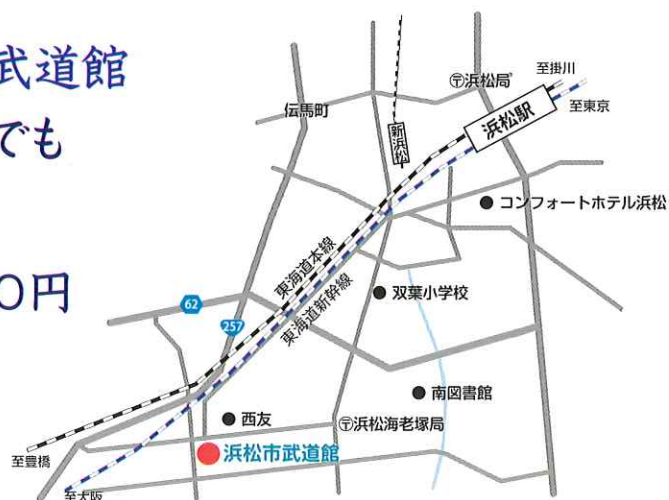 武道館
でも
0円
至掛川
〒浜松局
浜松駅
至東京
伝馬町
新浜松
コンフォートホテル浜松
東海道本線
東海道新幹線
双葉小学校
62
257
南図書館
西友
〒浜松海老塚局
浜松市武道館
至豊橋
至大阪